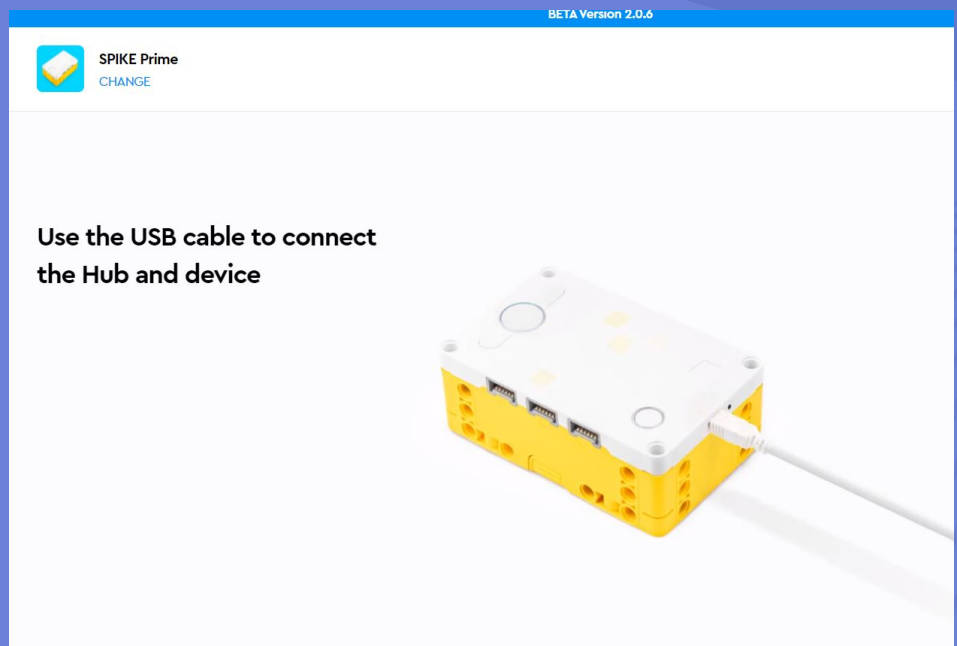 BETA Version 2.0.6
SPIKE Prime
CHANGE
Use the USB cable to connect
the Hub and device